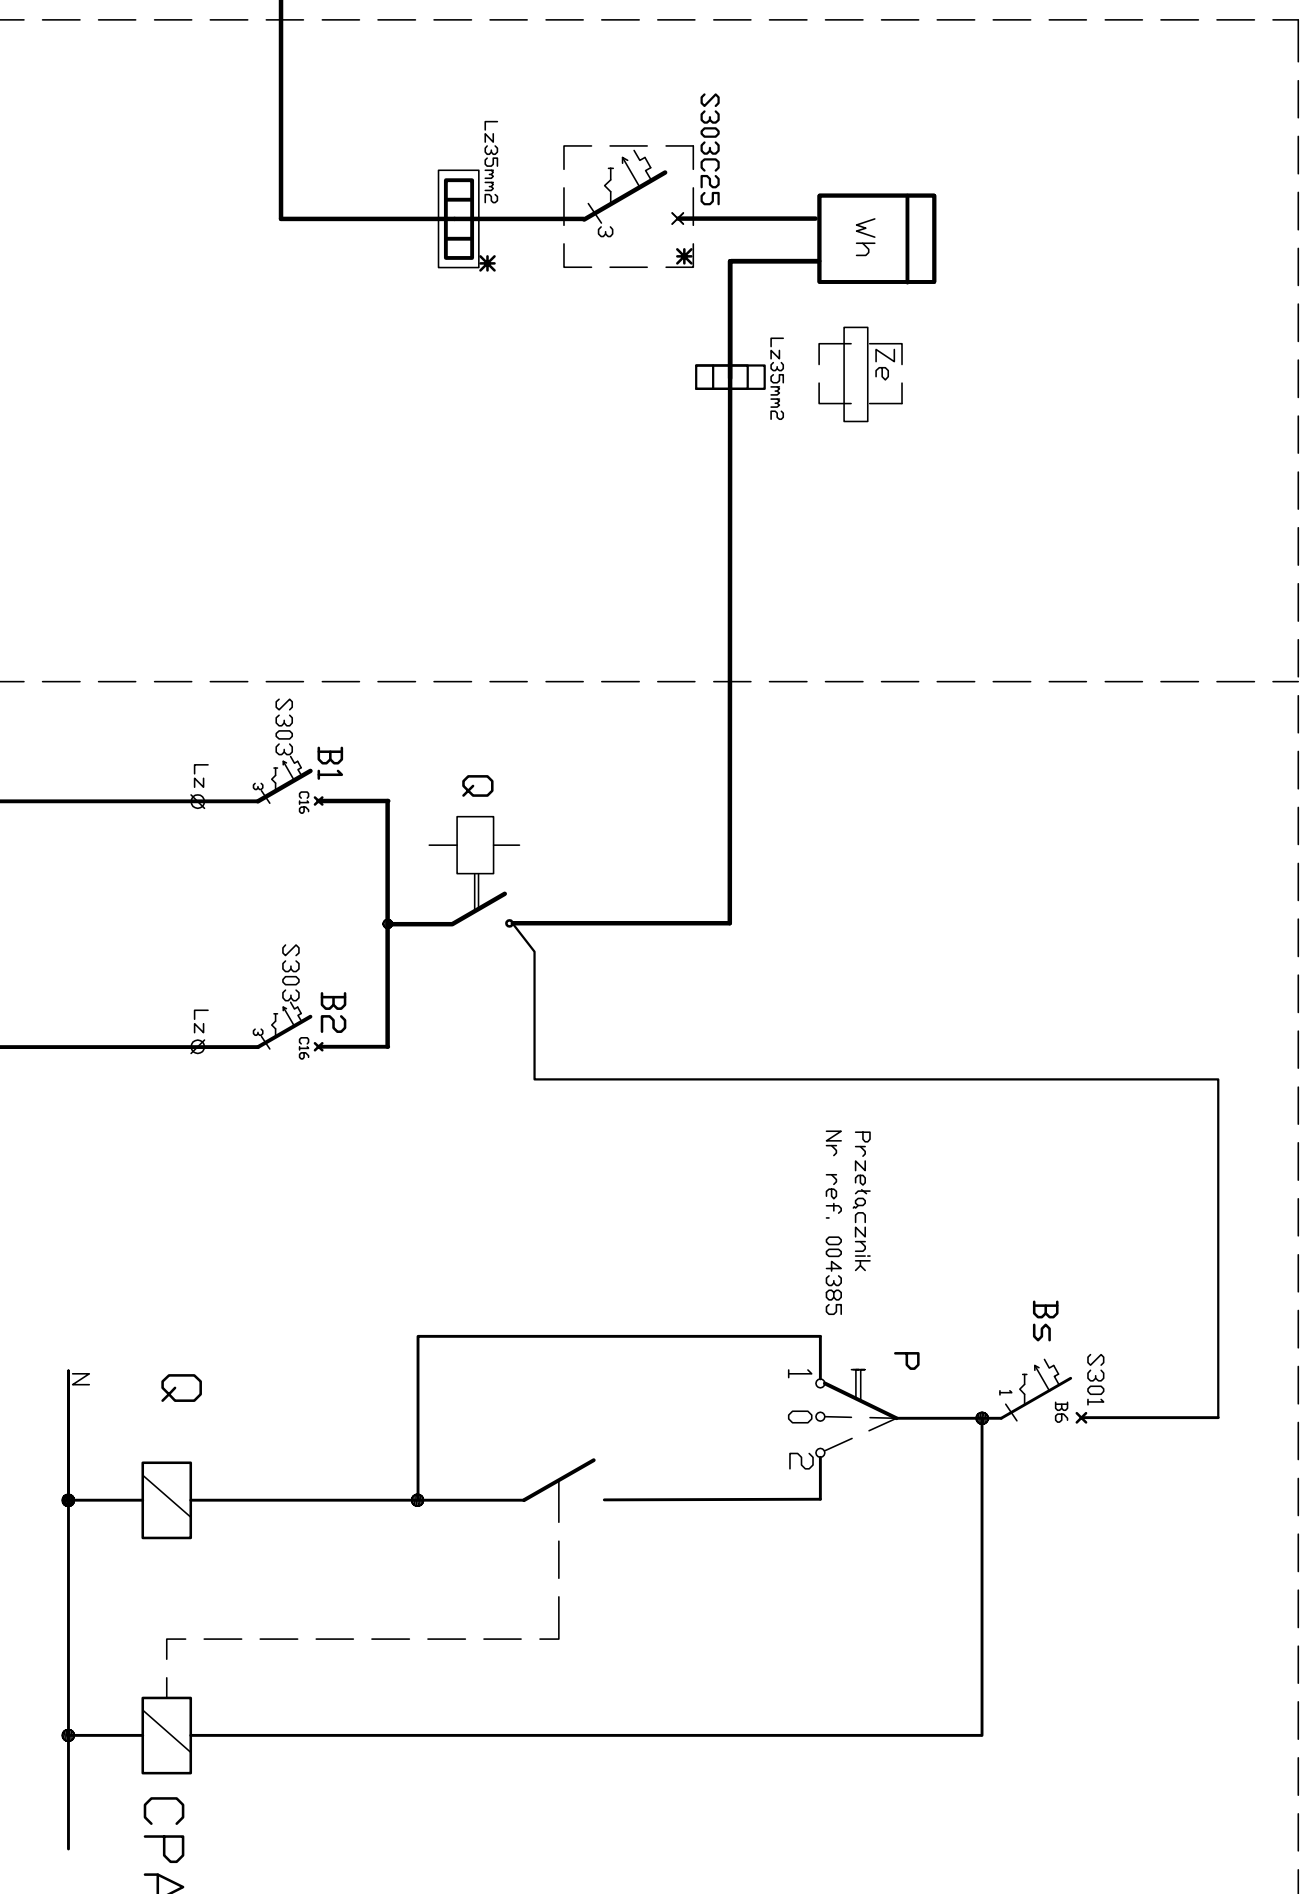 S303C25
Lz35mm2
3
Wh
Ze
Lz35mm2
B1
S303
C16
3
Lz
Q
B2
S303
C16
3
Lz
Przełącznik
Nr ref. 004385
Bs
S301
B6
1
P
1
0
2
N
Q
CPA